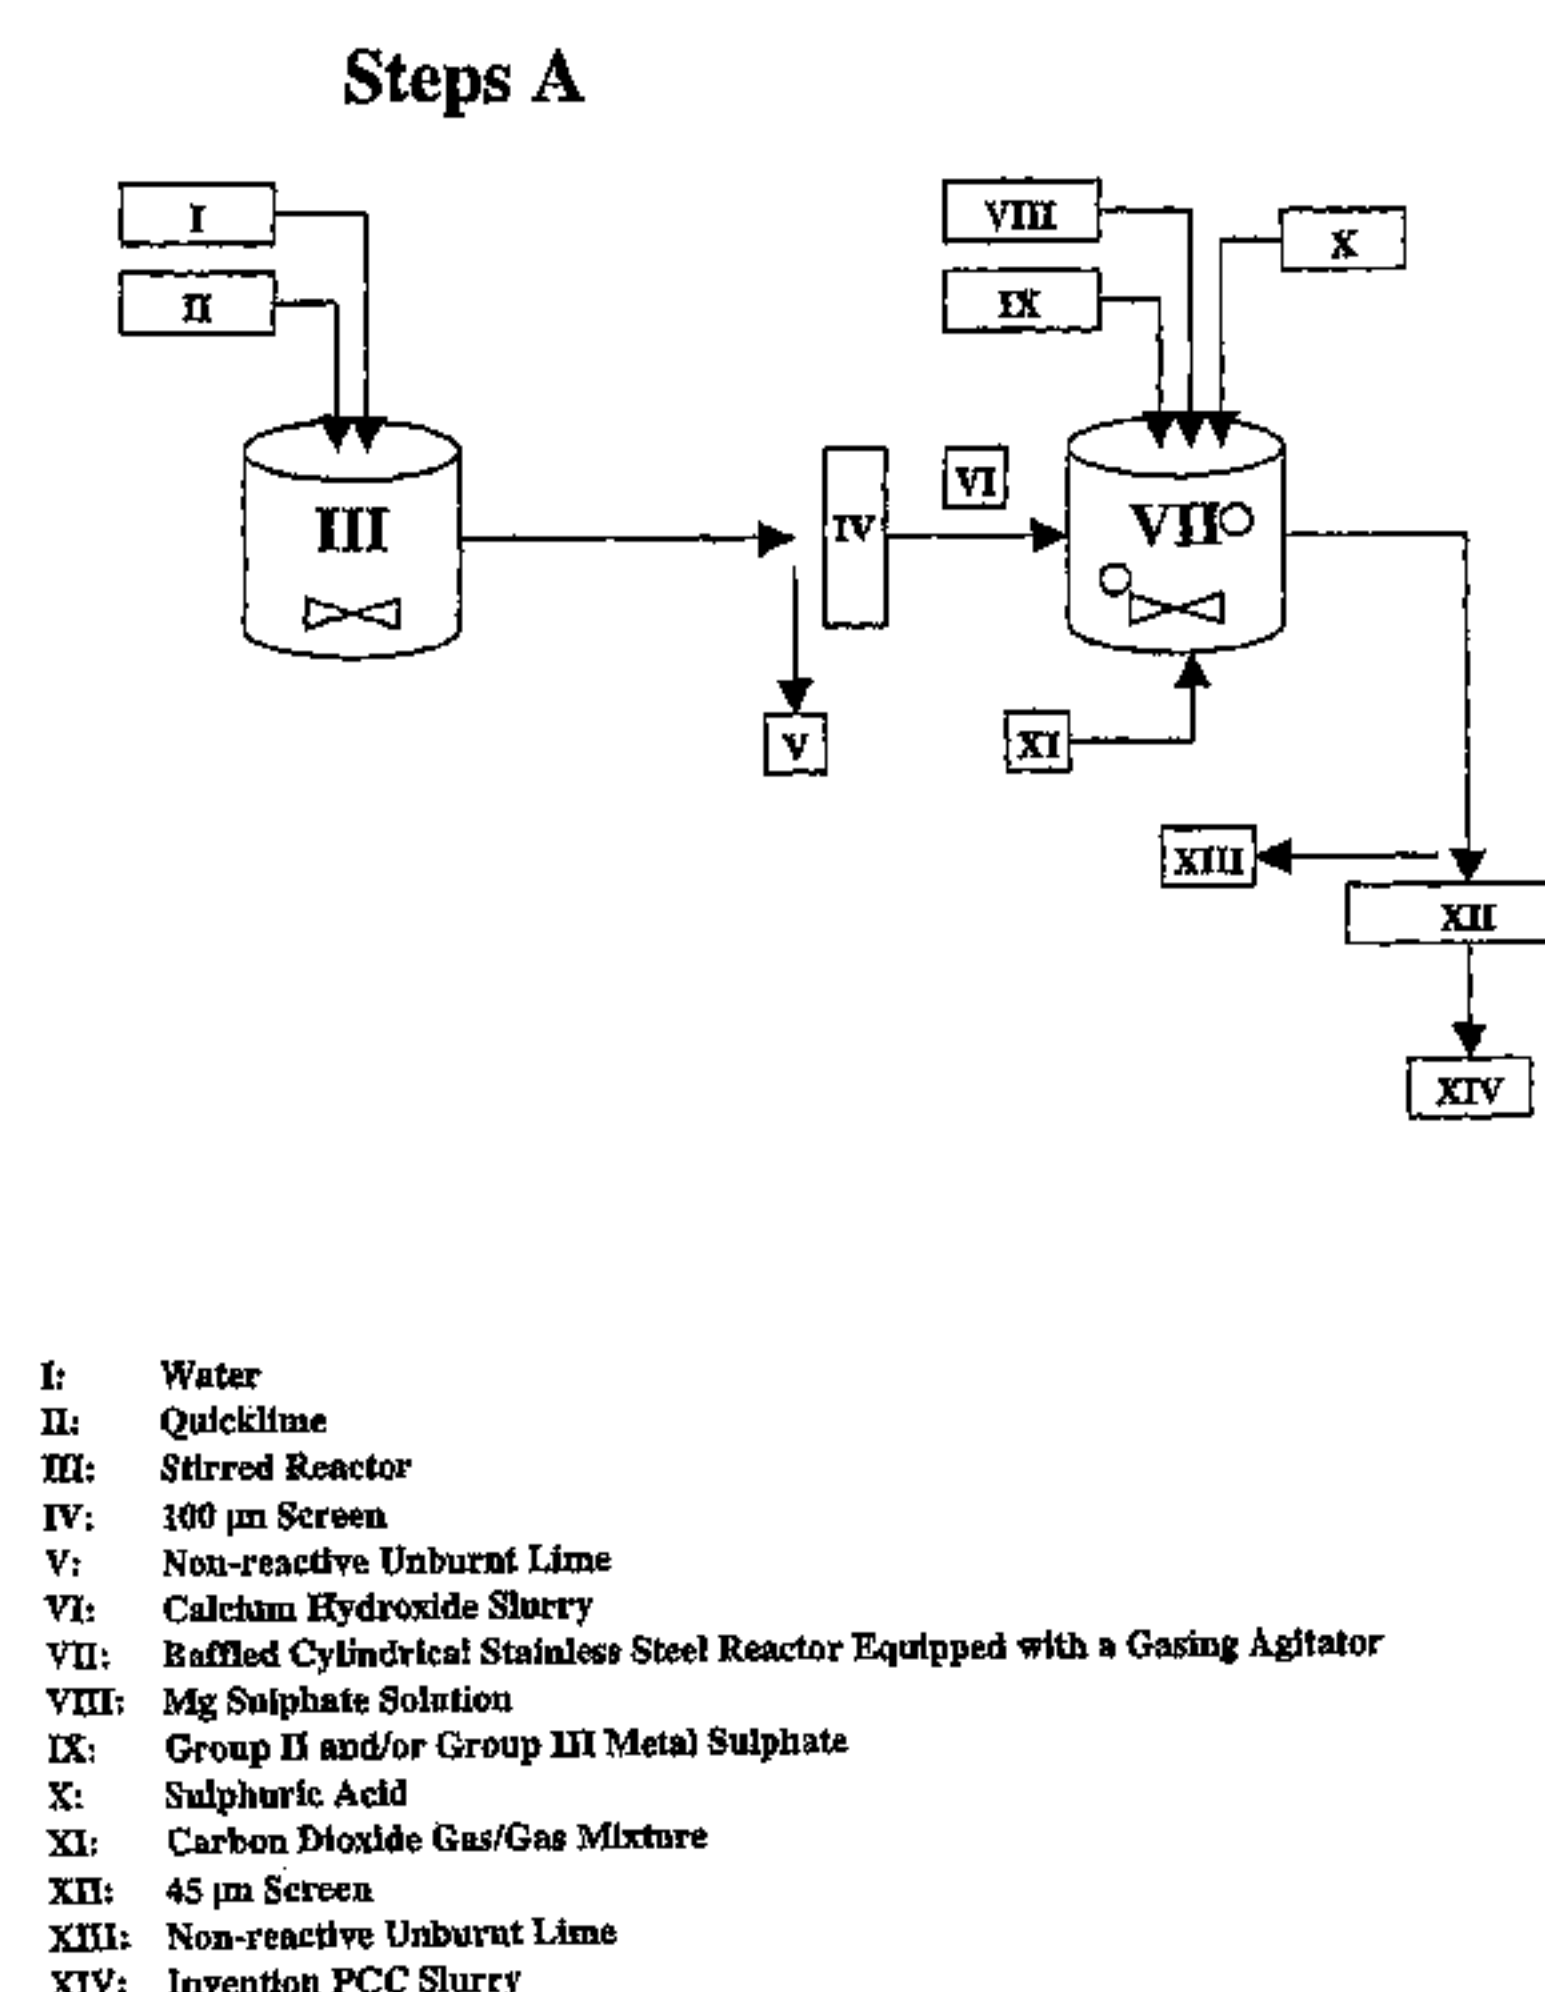 Steps A
I
II
VIII
IX
X
III
IV
VI
VII
V
XI
XIII
XII
XIV
I: Water
II: Quicklime
III: Stirred Reactor
IV: 100 µm Screen
V: Non-reactive Unburnt Lime
VI: Calcium Hydroxide Slurry
VII: Baffled Cylindrical Stainless Steel Reactor Equipped with a Gasing Agitator
VIII: Mg Sulphate Solution
IX: Group II and/or Group III Metal Sulphate
X: Sulphuric Acid
XI: Carbon Dioxide Gas/Gas Mixture
XII: 45 µm Screen
XIII: Non-reactive Unburnt Lime
XIV: Invention PCC Slurry